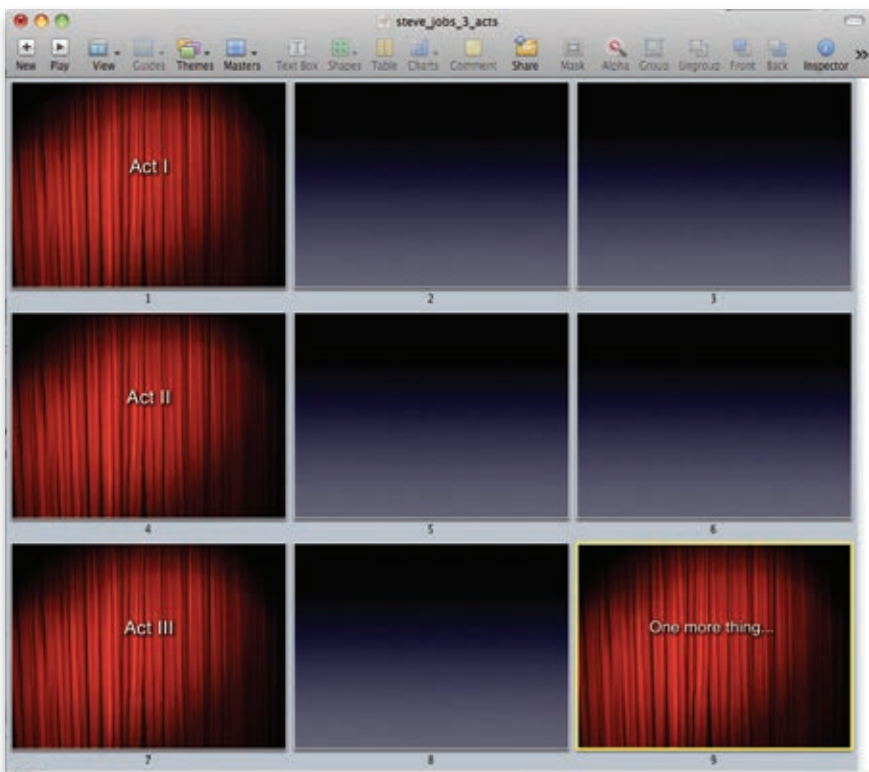 steve_jobs_3_acts
New Play View Guides Themes Masters Text Box Shapes Table Charts Comment Share Mask Alpha Group Ungroup Front Back Inspector »
Act I
1 2 3
Act II
4 5 6
Act III One more thing...
7 8 9